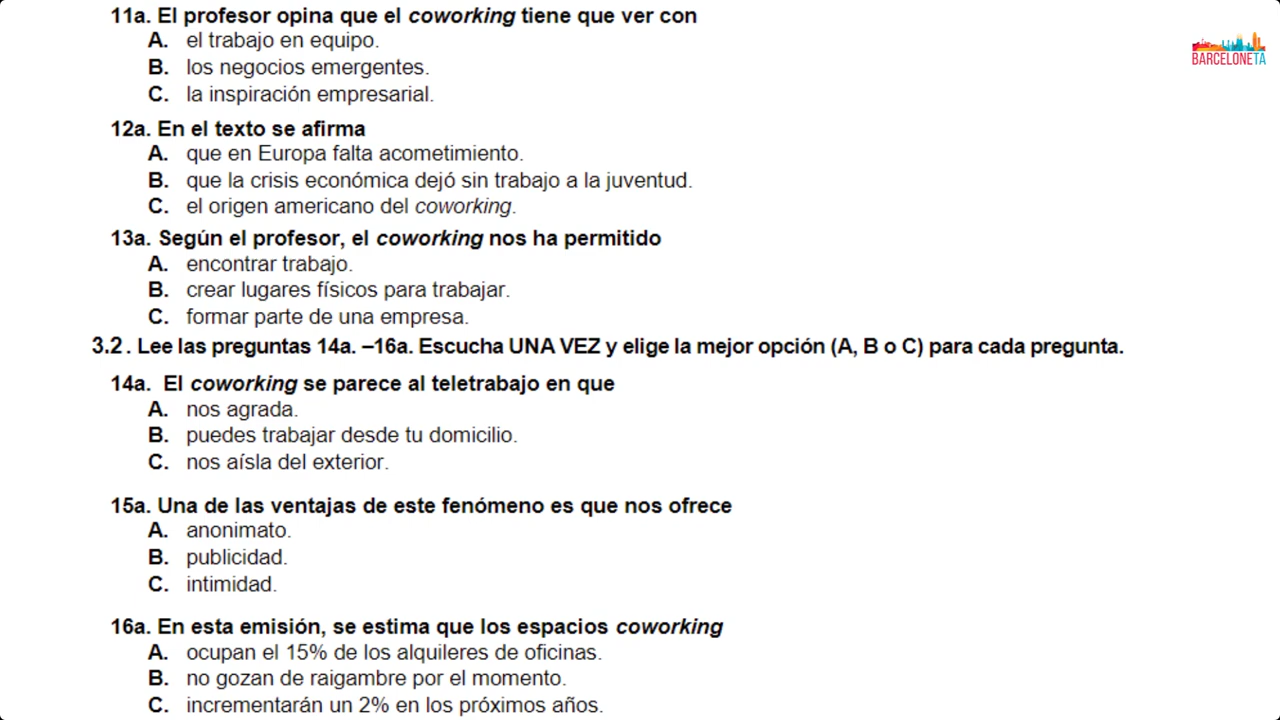 11a. El profesor opina que el coworking tiene que ver con
A. el trabajo en equipo.
B. los negocios emergentes.
C. la inspiración empresarial.
BARCELONETA
12a. En el texto se afirma
A. que en Europa falta acometimiento.
B. que la crisis económica dejó sin trabajo a la juventud.
C. el origen americano del coworking.
13a. Según el profesor, el coworking nos ha permitido
A. encontrar trabajo.
B. crear lugares físicos para trabajar.
C. formar parte de una empresa.
3.2. Lee las preguntas 14a. –16a. Escucha UNA VEZ y elige la mejor opción (A, B o C) para cada pregunta.
14a. El coworking se parece al teletrabajo en que
A. nos agrada.
B. puedes trabajar desde tu domicilio.
C. nos aísla del exterior.
15a. Una de las ventajas de este fenómeno es que nos ofrece
A. anonimato.
B. publicidad.
C. intimidad.
16a. En esta emisión, se estima que los espacios coworking
A. ocupan el 15% de los alquileres de oficinas.
B. no gozan de raigambre por el momento.
C. incrementarán un 2% en los próximos años.